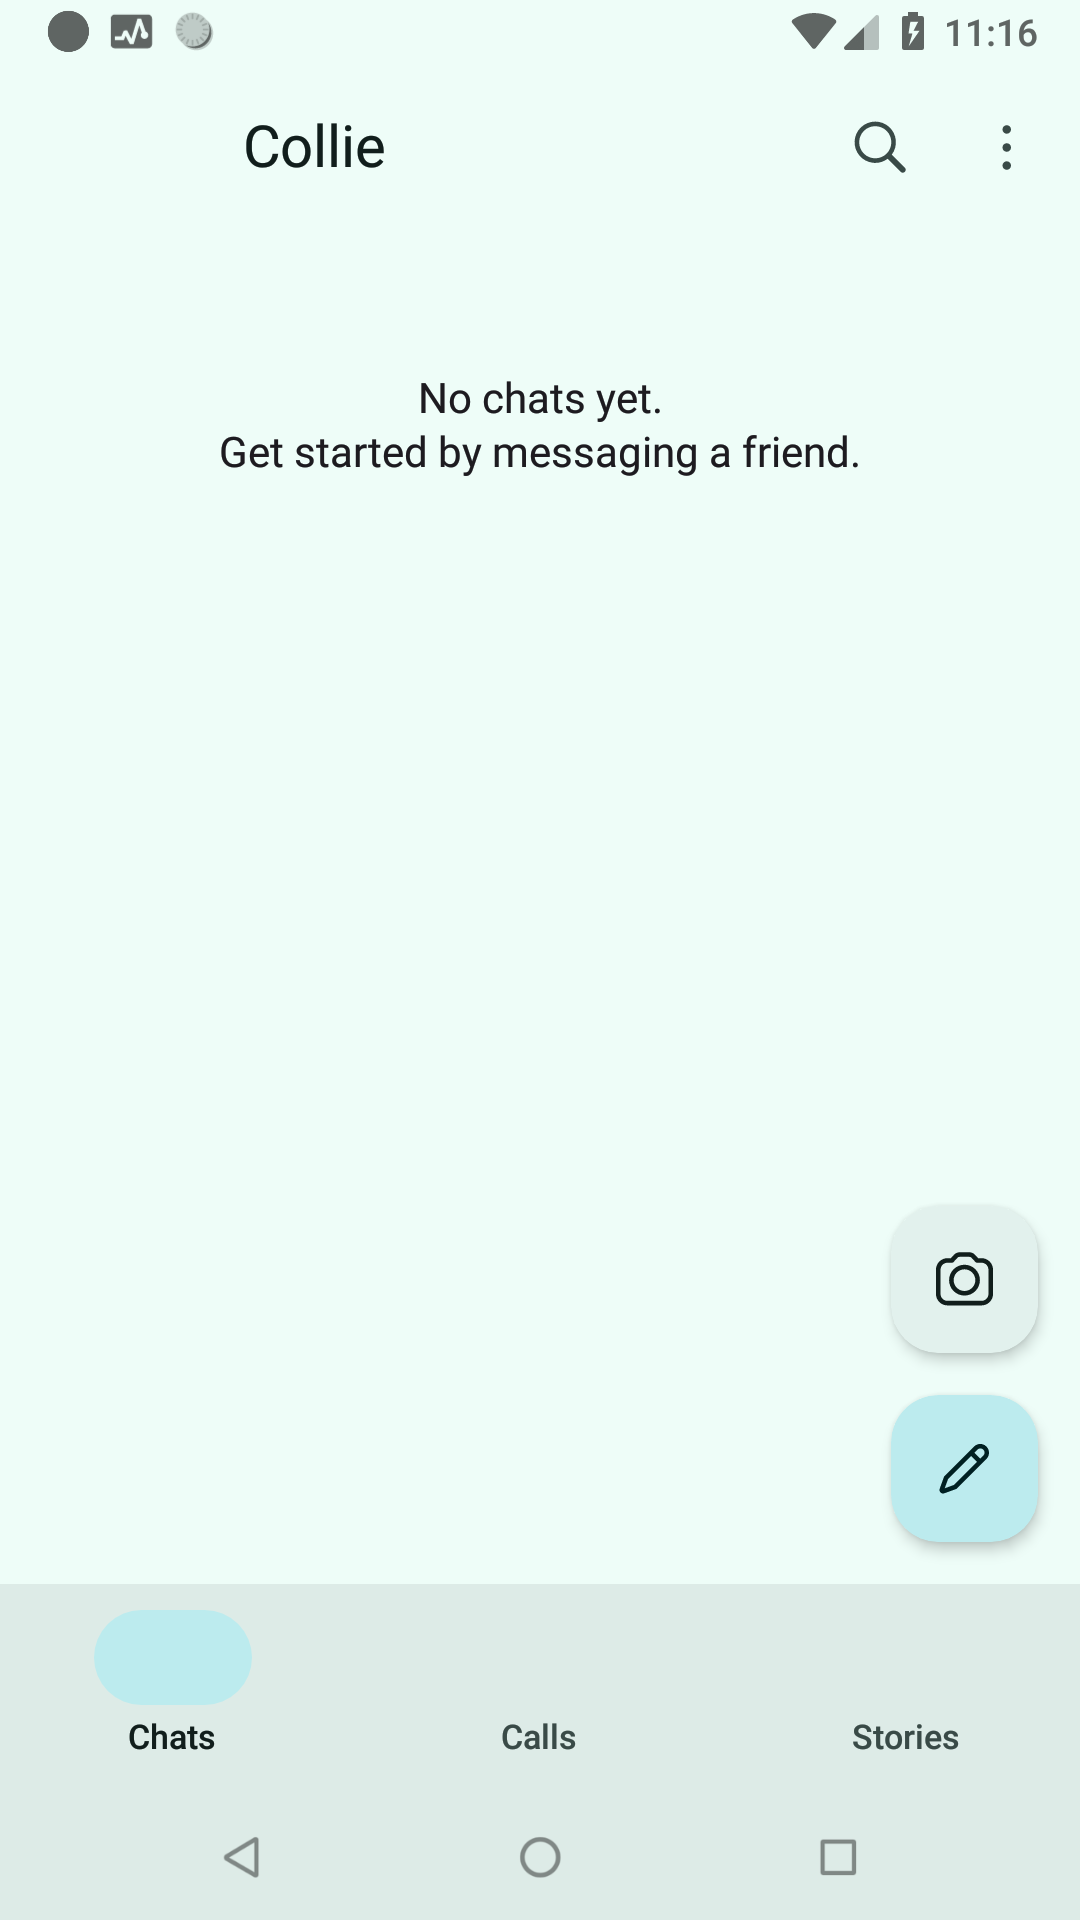 11:16
Collie
No chats yet.
Get started by messaging a friend.
Chats
Calls
Stories